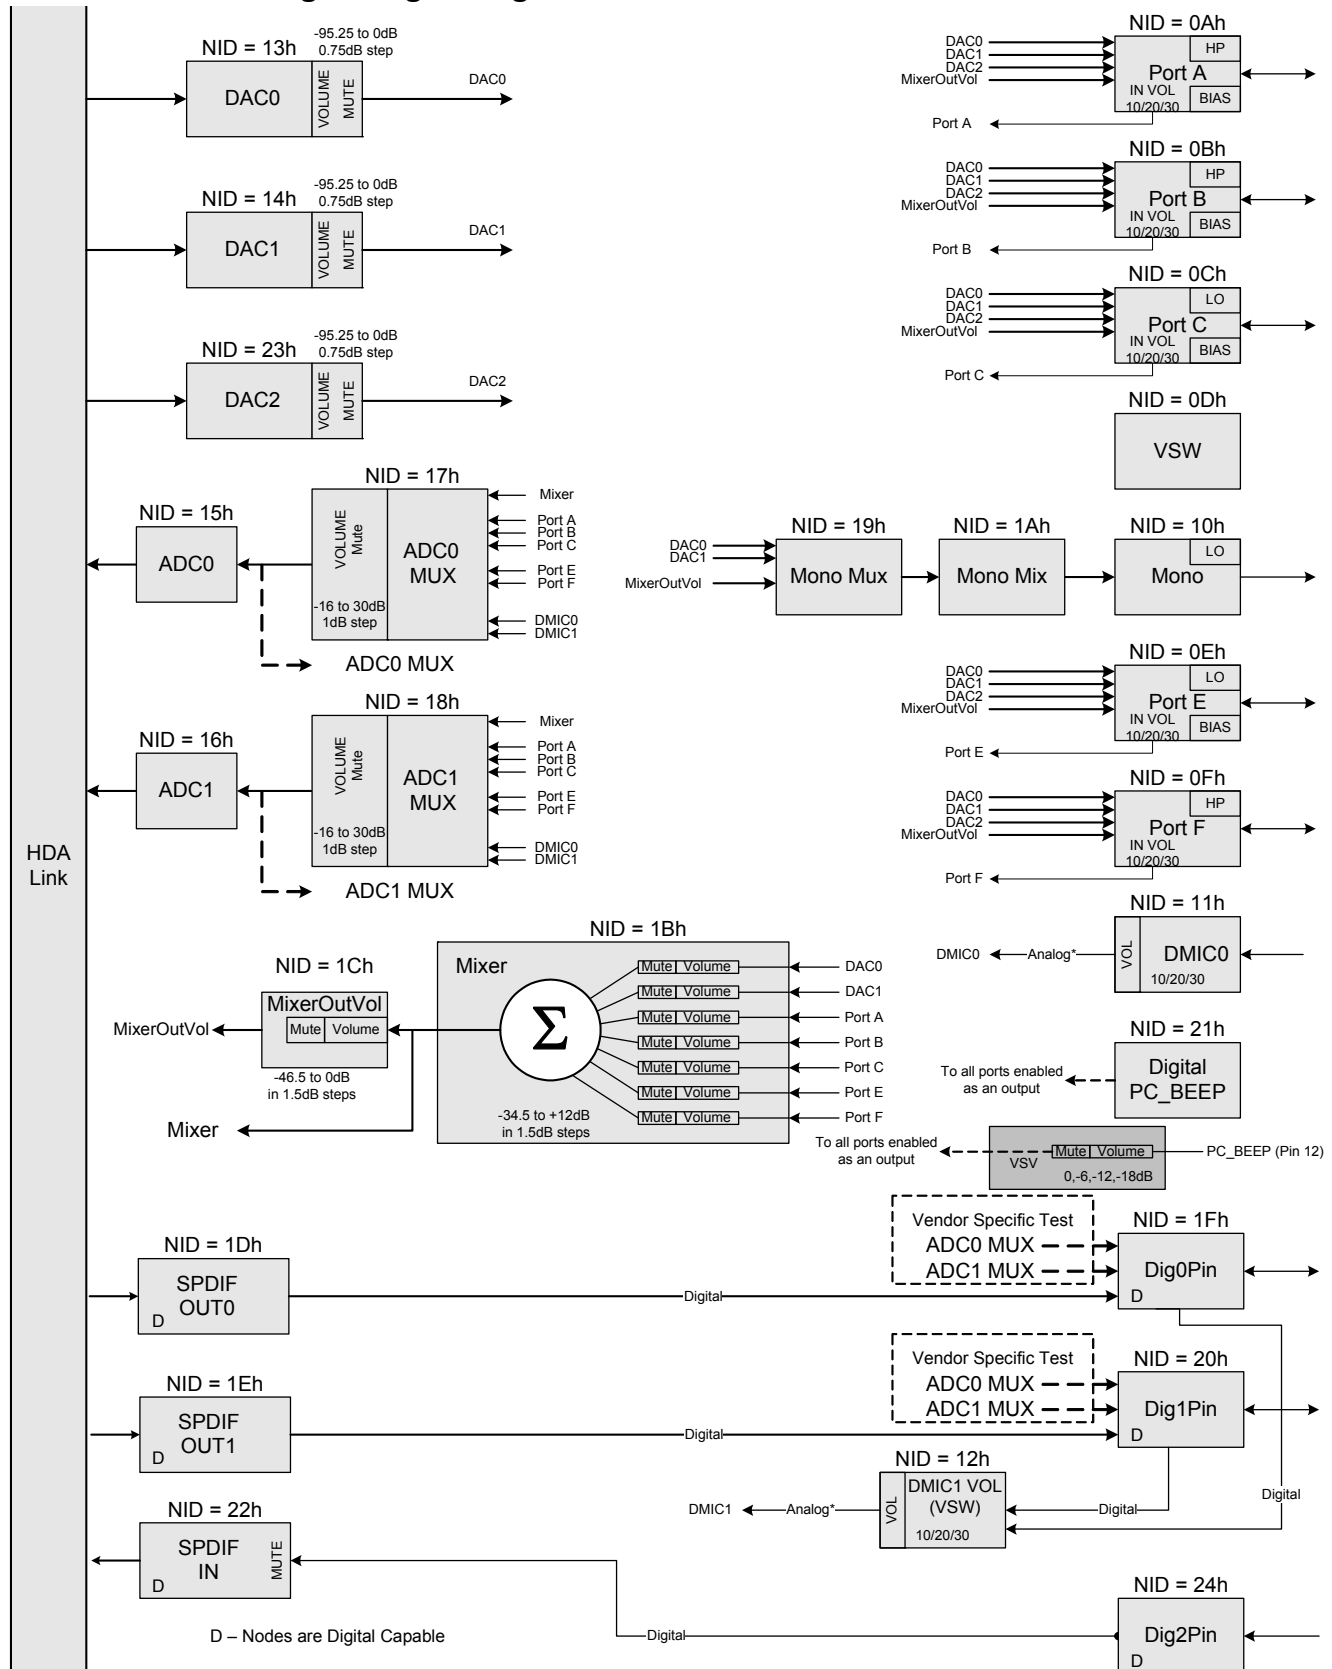 NID = 13h
-95.25 to 0dB
0.75dB step
DAC0
VOLUME
MUTE
DAC0
NID = 14h
-95.25 to 0dB
0.75dB step
DAC1
VOLUME
MUTE
DAC1
NID = 23h
-95.25 to 0dB
0.75dB step
DAC2
VOLUME
MUTE
DAC2
NID = 0Ah
DAC0
DAC1
DAC2
MixerOutVol
HP
Port A
IN VOL
10/20/30
BIAS
Port A
NID = 0Bh
DAC0
DAC1
DAC2
MixerOutVol
HP
Port B
IN VOL
10/20/30
BIAS
Port B
NID = 0Ch
DAC0
DAC1
DAC2
MixerOutVol
LO
Port C
IN VOL
10/20/30
BIAS
Port C
NID = 0Dh
VSW
NID = 17h
NID = 15h
ADC0
VOLUME
Mute
-16 to 30dB
1dB step
ADC0
MUX
Mixer
Port A
Port B
Port C
Port E
Port F
DMIC0
DMIC1
ADC0 MUX
NID = 19h
NID = 1Ah
NID = 10h
DAC0
DAC1
MixerOutVol
Mono Mux
Mono Mix
LO
Mono
NID = 18h
NID = 16h
ADC1
VOLUME
Mute
-16 to 30dB
1dB step
ADC1
MUX
Mixer
Port A
Port B
Port C
Port E
Port F
DMIC0
DMIC1
ADC1 MUX
NID = 0Eh
DAC0
DAC1
DAC2
MixerOutVol
LO
Port E
IN VOL
10/20/30
BIAS
Port E
NID = 0Fh
DAC0
DAC1
DAC2
MixerOutVol
HP
Port F
IN VOL
10/20/30
Port F
HDA
Link
NID = 11h
DMIC0
Analog*
VOL
DMIC0
10/20/30
NID = 1Bh
Mixer
Σ
Mute Volume DAC0
Mute Volume DAC1
Mute Volume Port A
Mute Volume Port B
Mute Volume Port C
Mute Volume Port E
Mute Volume Port F
-34.5 to +12dB
in 1.5dB steps
NID = 1Ch
MixerOutVol
MixerOutVol
Mute Volume
-46.5 to 0dB
in 1.5dB steps
Mixer
NID = 21h
Digital
PC_BEEP
To all ports enabled
as an output
To all ports enabled
as an output
VSV
Mute Volume
0,-6,-12,-18dB
PC_BEEP (Pin 12)
Vendor Specific Test
ADC0 MUX
ADC1 MUX
NID = 1Fh
Dig0Pin
D
NID = 1Dh
SPDIF
OUT0
D
Digital
Vendor Specific Test
ADC0 MUX
ADC1 MUX
NID = 20h
Dig1Pin
D
NID = 1Eh
SPDIF
OUT1
D
Digital
NID = 12h
DMIC1
Analog*
VOL
DMIC1 VOL
(VSW)
10/20/30
Digital
Digital
NID = 22h
SPDIF
IN
D
MUTE
Digital
NID = 24h
Dig2Pin
D
D – Nodes are Digital Capable